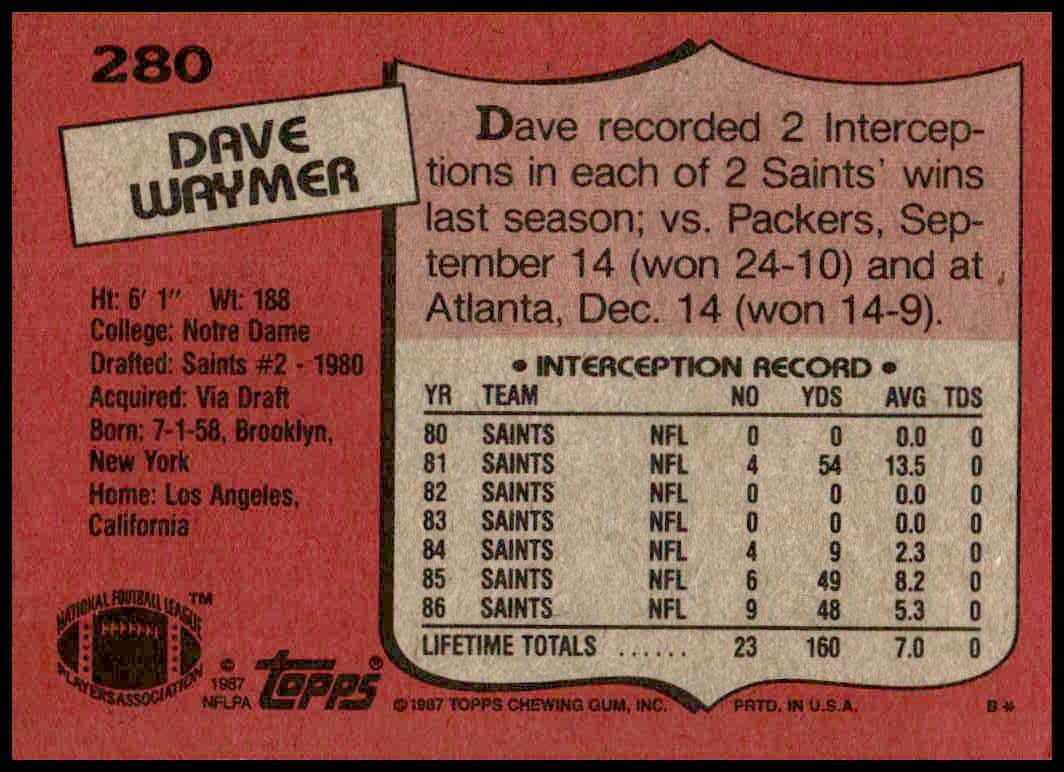 280
DAVE
WAYMER
Dave recorded 2 Intercep-
tions in each of 2 Saints' wins
last season; vs. Packers, Sep-
tember 14 (won 24-10) and at
Atlanta, Dec. 14 (won 14-9).
Ht: 6' 1" Wt: 188
College: Notre Dame
Drafted: Saints #2 - 1980
Acquired: Via Draft
Born: 7-1-58, Brooklyn,
New York
Home: Los Angeles,
California
• INTERCEPTION RECORD •
YR TEAM NO YDS AVG TDS
80 SAINTS NFL 0 0 0.0 0
81 SAINTS NFL 4 54 13.5 0
82 SAINTS NFL 0 0 0.0 0
83 SAINTS NFL 0 0 0.0 0
84 SAINTS NFL 4 9 2.3 0
85 SAINTS NFL 6 49 8.2 0
86 SAINTS NFL 9 48 5.3 0
LIFETIME TOTALS ...... 23 160 7.0 0
NATIONAL FOOTBALL LEAGUE TM
PLAYERS ASSOCIATION
© 1987 NFLPA
topps®
© 1987 TOPPS CHEWING GUM, INC. PRTD. IN U.S.A. B*